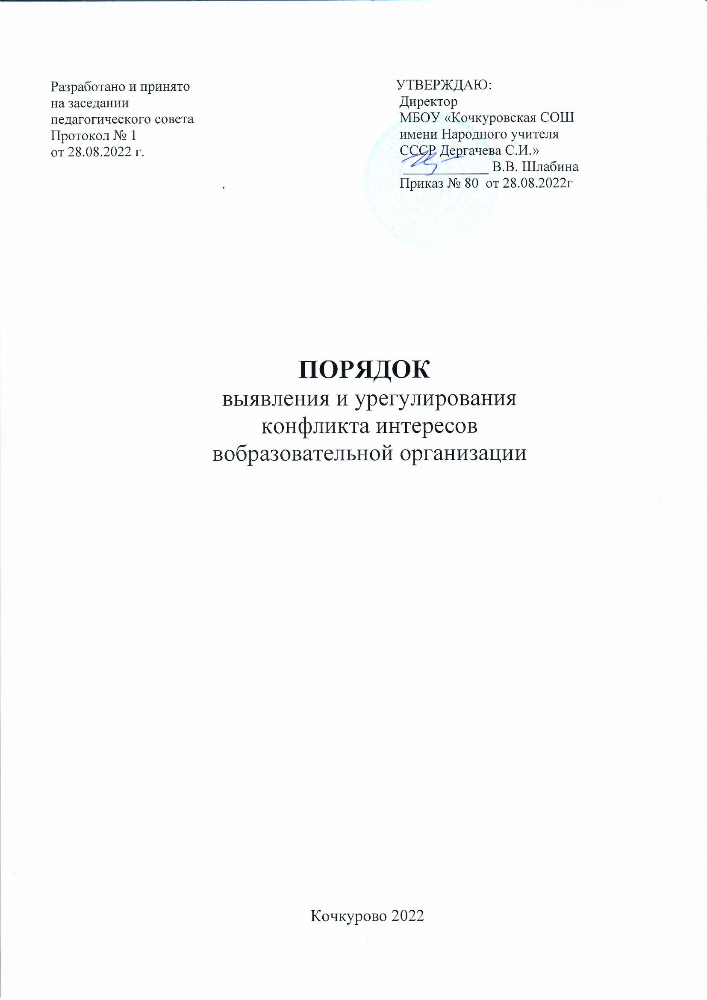 Разработано и принято
на заседании
педагогического совета
Протокол № 1
от 28.08.2022 г.
УТВЕРЖДАЮ:
Директор
МБОУ «Кочкуровская СОШ
имени Народного учителя
СССР Дергачева С.И.»
____________ В.В. Шлабина
Приказ № 80 от 28.08.2022г
ПОРЯДОК
выявления и урегулирования
конфликта интересов
вобразовательной организации
Кочкурово 2022